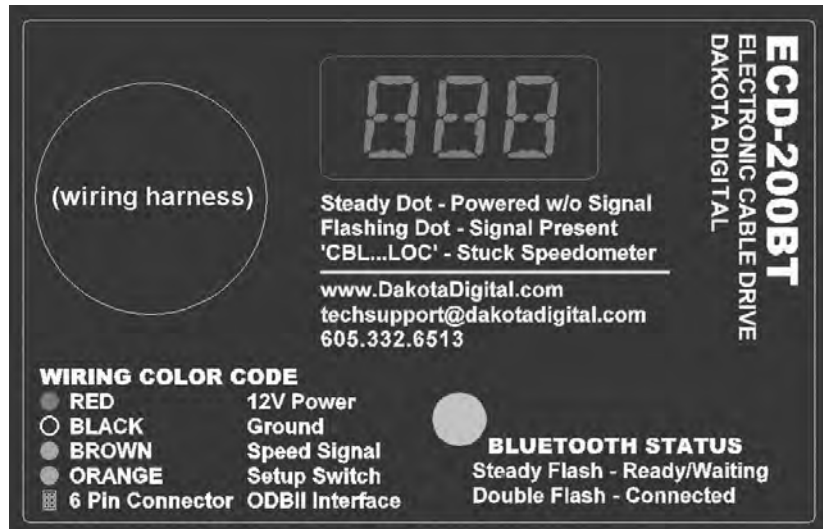 (wiring harness)
888
Steady Dot - Powered w/o Signal
Flashing Dot - Signal Present
'CBL...LOC' - Stuck Speedometer
www.DakotaDigital.com
techsupport@dakotadigital.com
605.332.6513
ECD-200BT
ELECTRONIC CABLE DRIVE
DAKOTA DIGITAL
WIRING COLOR CODE
RED 12V Power
BLACK Ground
BROWN Speed Signal
ORANGE Setup Switch
6 Pin Connector ODBII Interface
BLUETOOTH STATUS
Steady Flash - Ready/Waiting
Double Flash - Connected